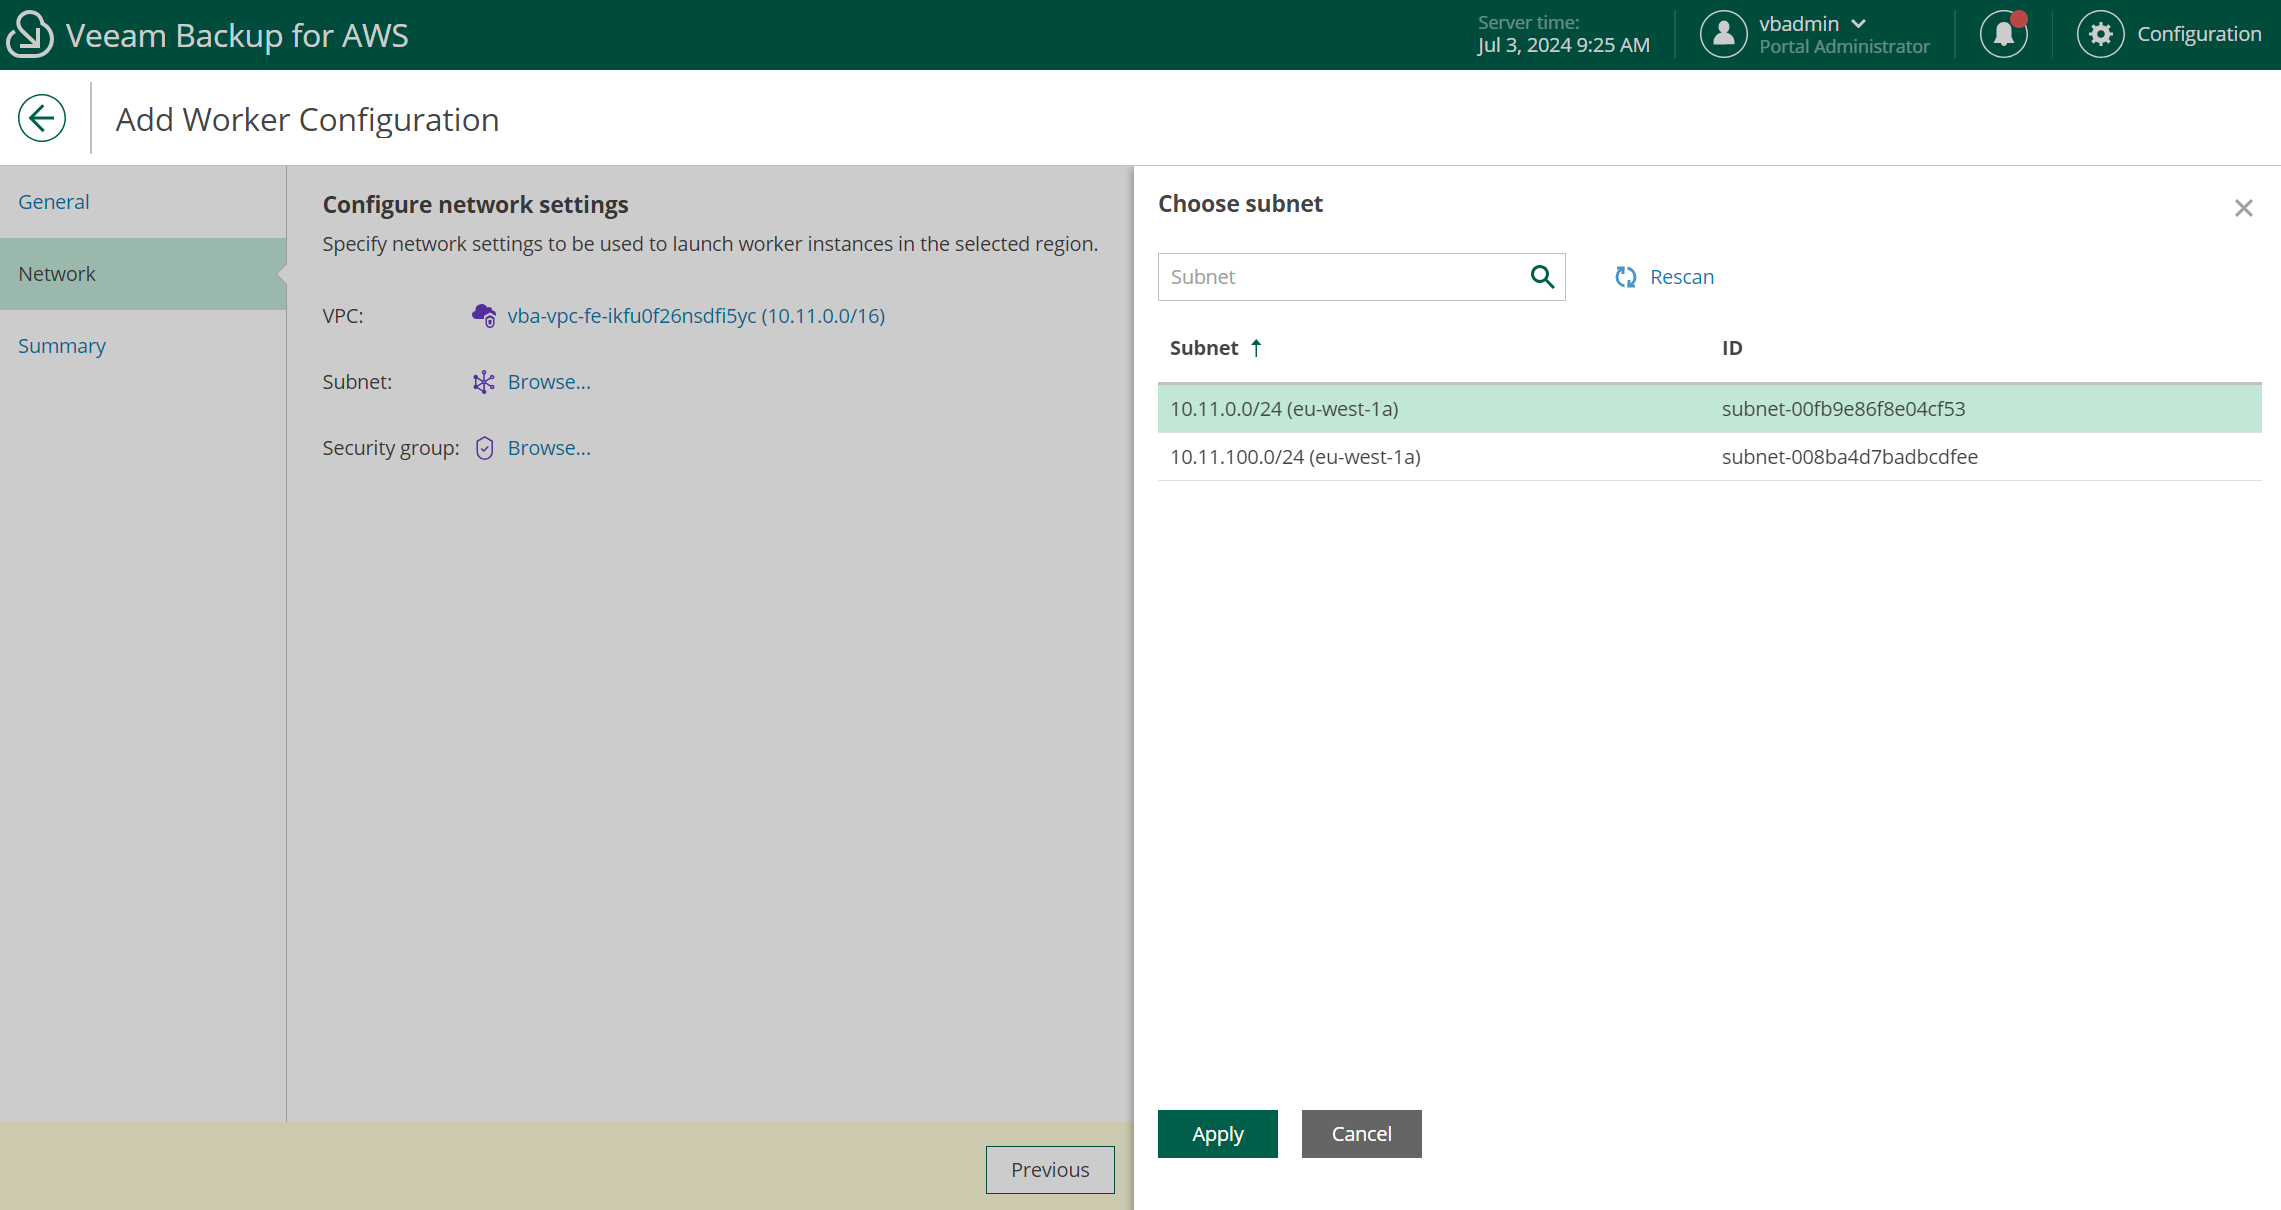 Veeam Backup for AWS
Server time:
Jul 3, 2024 9:25 AM
vbadmin
Portal Administrator
Configuration
Add Worker Configuration
General
Network
Summary
Configure network settings
Specify network settings to be used to launch worker instances in the selected region.
VPC: vba-vpc-fe-ikfu0f26nsdfi5yc (10.11.0.0/16)
Subnet: Browse...
Security group: Browse...
Previous
Choose subnet
Subnet
Rescan
Subnet ID
10.11.0.0/24 (eu-west-1a) subnet-00fb9e86f8e04cf53
10.11.100.0/24 (eu-west-1a) subnet-008ba4d7badbcdfee
Apply Cancel